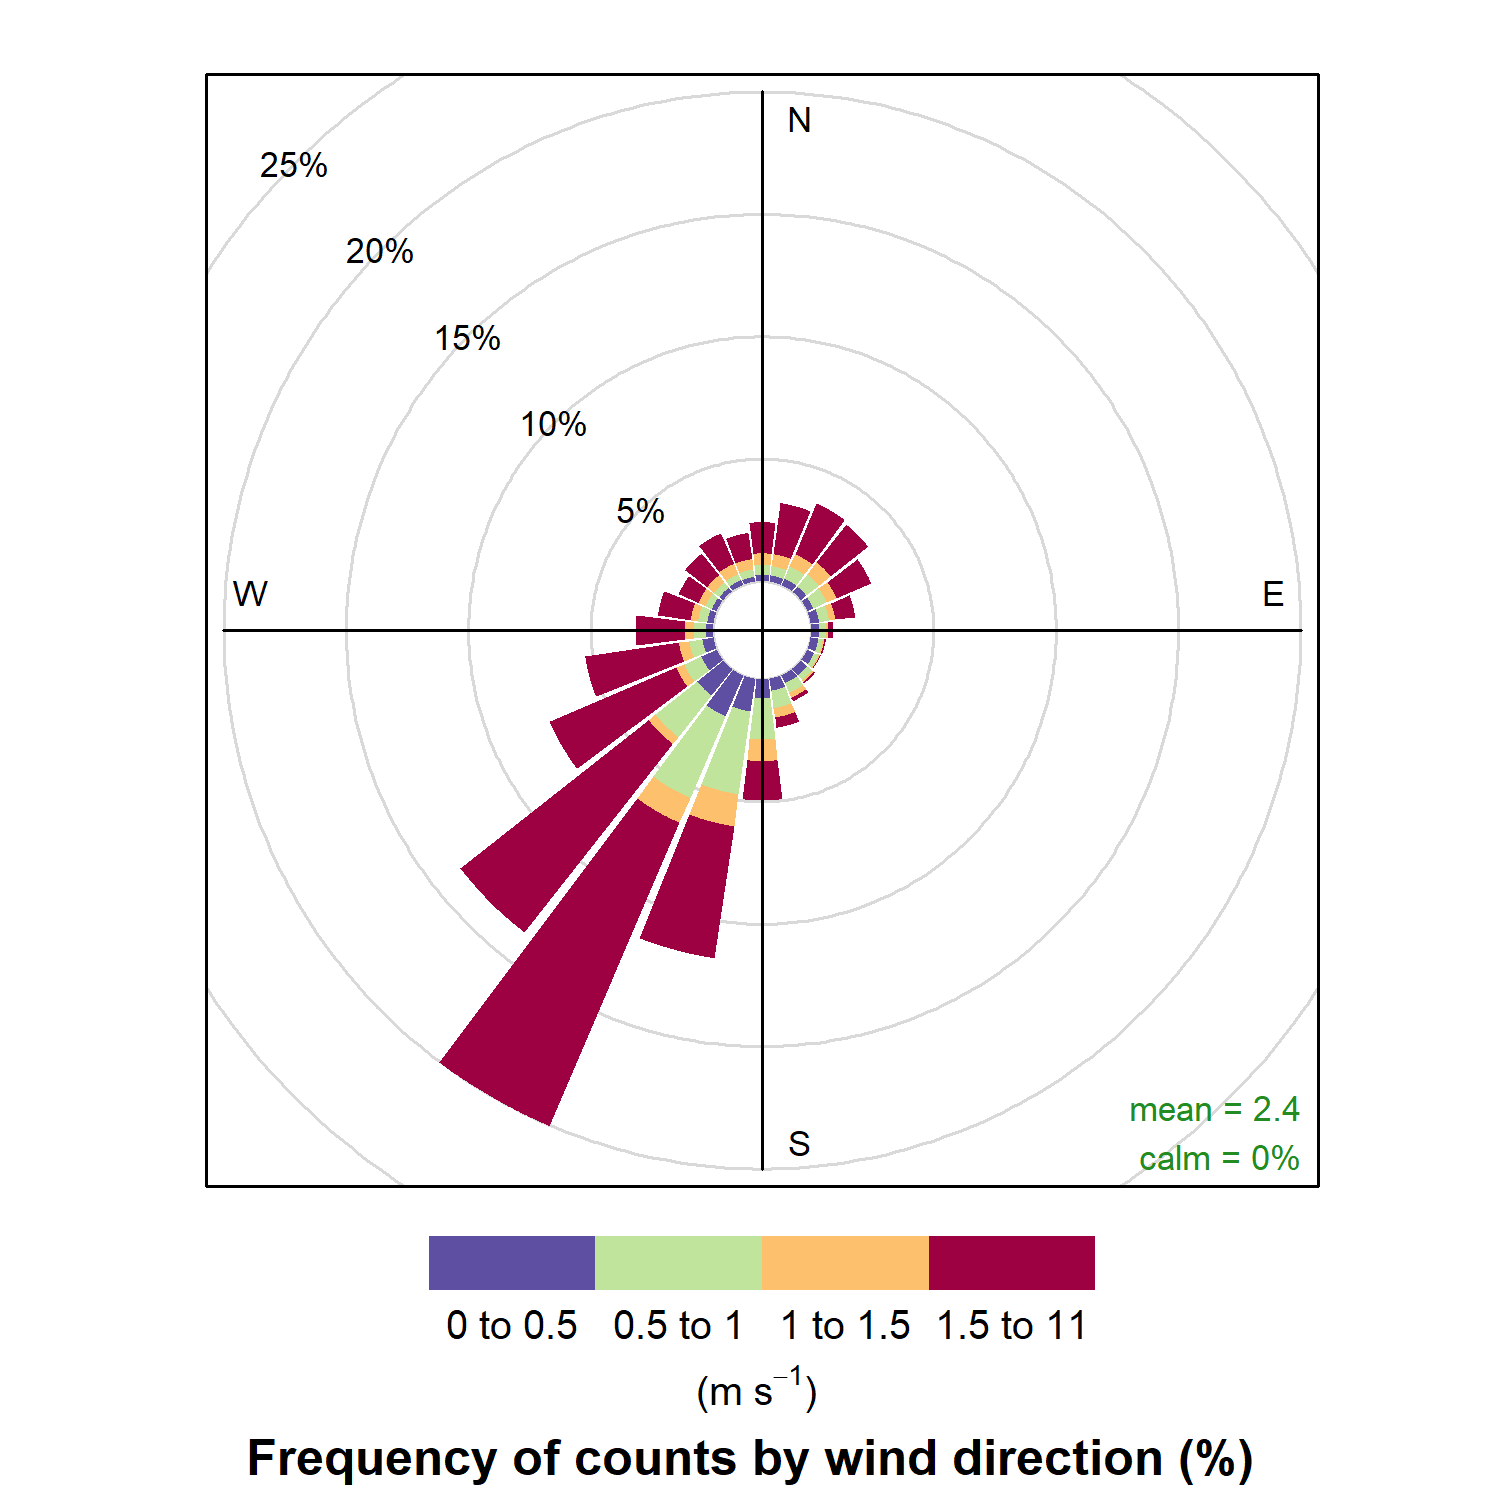 N
25%
20%
15%
10%
5%
W
E
mean = 2.4
S
calm = 0%
0 to 0.5 0.5 to 1 1 to 1.5 1.5 to 11
(m s⁻¹)
Frequency of counts by wind direction (%)